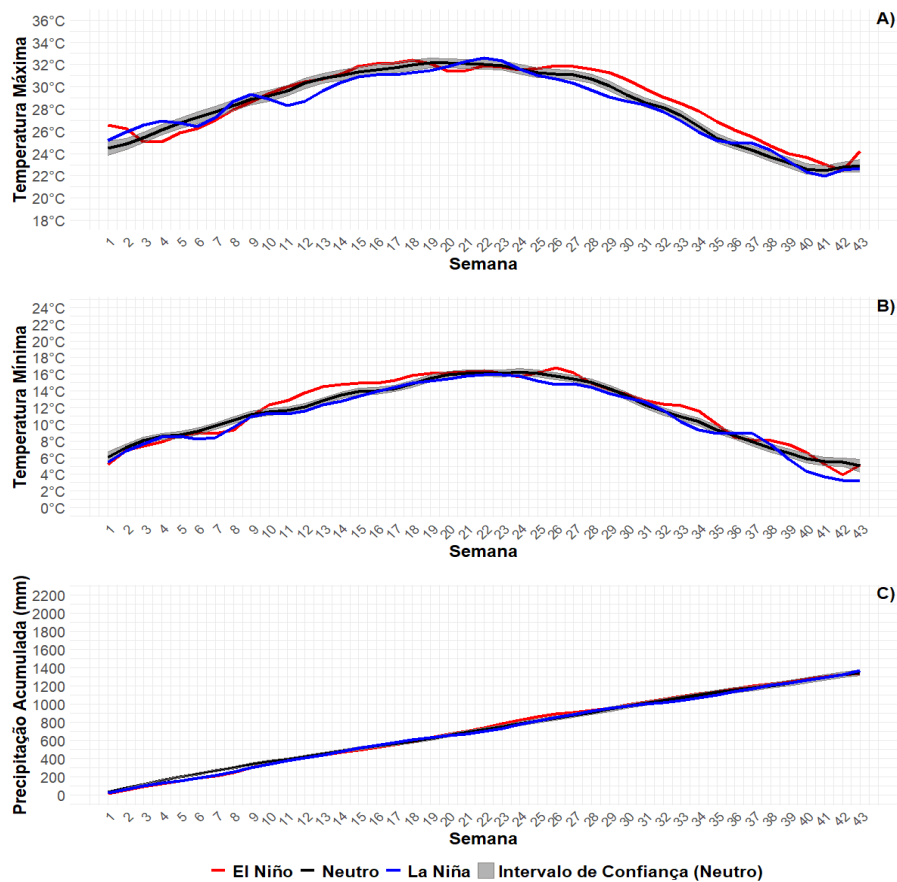 A)
Temperatura Máxima
36°C
34°C
32°C
30°C
28°C
26°C
24°C
22°C
20°C
18°C
1 2 3 4 5 6 7 8 9 10 11 12 13 14 15 16 17 18 19 20 21 22 23 24 25 26 27 28 29 30 31 32 33 34 35 36 37 38 39 40 41 42 43
Semana
B)
Temperatura Mínima
24°C
22°C
20°C
18°C
16°C
14°C
12°C
10°C
8°C
6°C
4°C
2°C
0°C
1 2 3 4 5 6 7 8 9 10 11 12 13 14 15 16 17 18 19 20 21 22 23 24 25 26 27 28 29 30 31 32 33 34 35 36 37 38 39 40 41 42 43
Semana
C)
Precipitação Acumulada (mm)
2200
2000
1800
1600
1400
1200
1000
800
600
400
200
0
1 2 3 4 5 6 7 8 9 10 11 12 13 14 15 16 17 18 19 20 21 22 23 24 25 26 27 28 29 30 31 32 33 34 35 36 37 38 39 40 41 42 43
Semana
El Niño Neutro La Niña Intervalo de Confiança (Neutro)